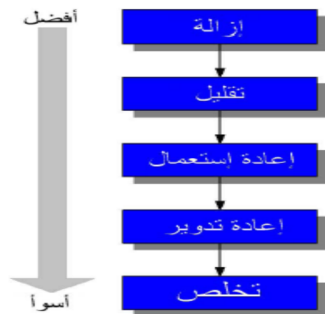 أفضل
إزالة
تقليل
إعادة إستعمال
إعادة تدوير
تخلص
أسوأ